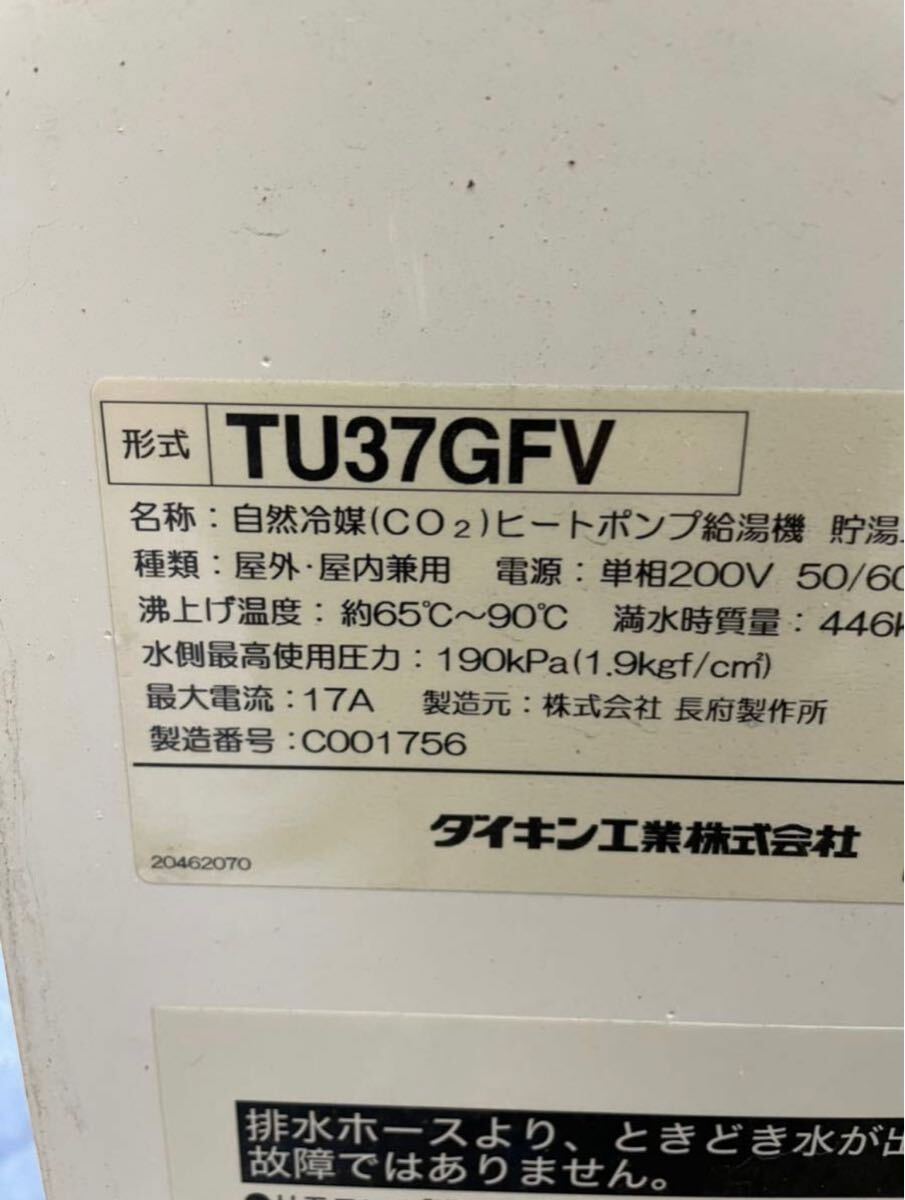 形式 TU37GFV
名称：自然冷媒(CO₂)ヒートポンプ給湯機 貯湯
種類：屋外・屋内兼用 電源：単相200V 50/60
沸上げ温度：約65℃～90℃ 満水時質量：446k
水側最高使用圧力：190kPa(1.9kgf/c㎡)
最大電流：17A 製造元：株式会社 長府製作所
製造番号：C001756
ダイキン工業株式会社
20462070
排水ホースより、ときどき水が出
故障ではありません。